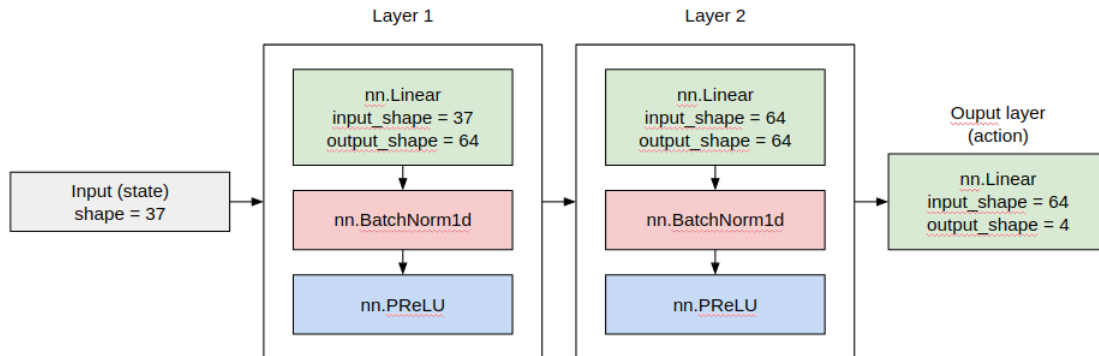 Layer 1
Layer 2
Input (state)
shape = 37
nn.Linear
input_shape = 37
output_shape = 64
nn.BatchNorm1d
nn.PReLU
nn.Linear
input_shape = 64
output_shape = 64
nn.BatchNorm1d
nn.PReLU
Ouput layer
(action)
nn.Linear
input_shape = 64
output_shape = 4